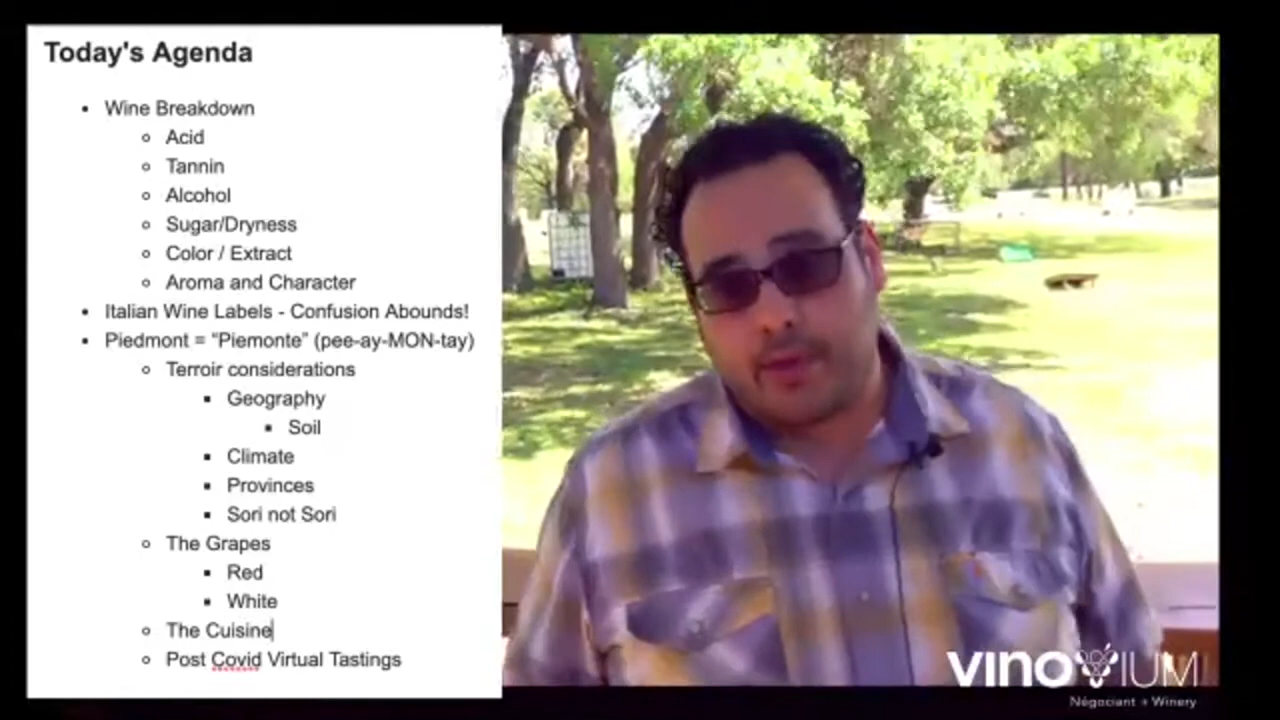 Today's Agenda
Wine Breakdown
Acid
Tannin
Alcohol
Sugar/Dryness
Color / Extract
Aroma and Character
Italian Wine Labels - Confusion Abounds!
Piedmont = “Piemonte” (pee-ay-MON-tay)
Terroir considerations
Geography
Soil
Climate
Provinces
Sori not Sori
The Grapes
Red
White
The Cuisine
Post Covid Virtual Tastings
VINOVIUM
Négociant + Winery